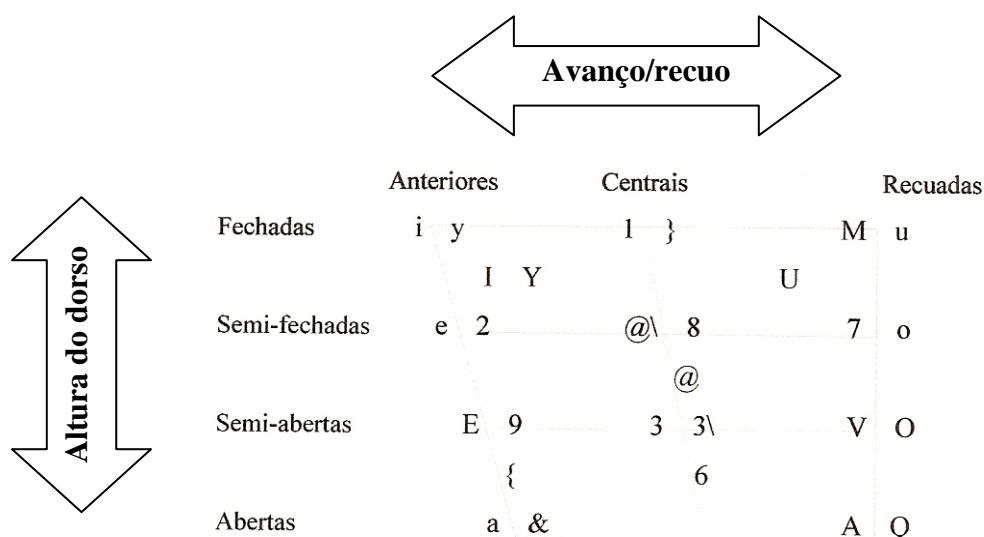 Avanço/recuo
Altura do dorso
Anteriores Centrais Recuadas
Fechadas i y 1 } M u
I Y U
Semi-fechadas e 2 @\ 8 7 o
@
Semi-abertas E 9 3 3\ V O
{ 6
Abertas a & A Q